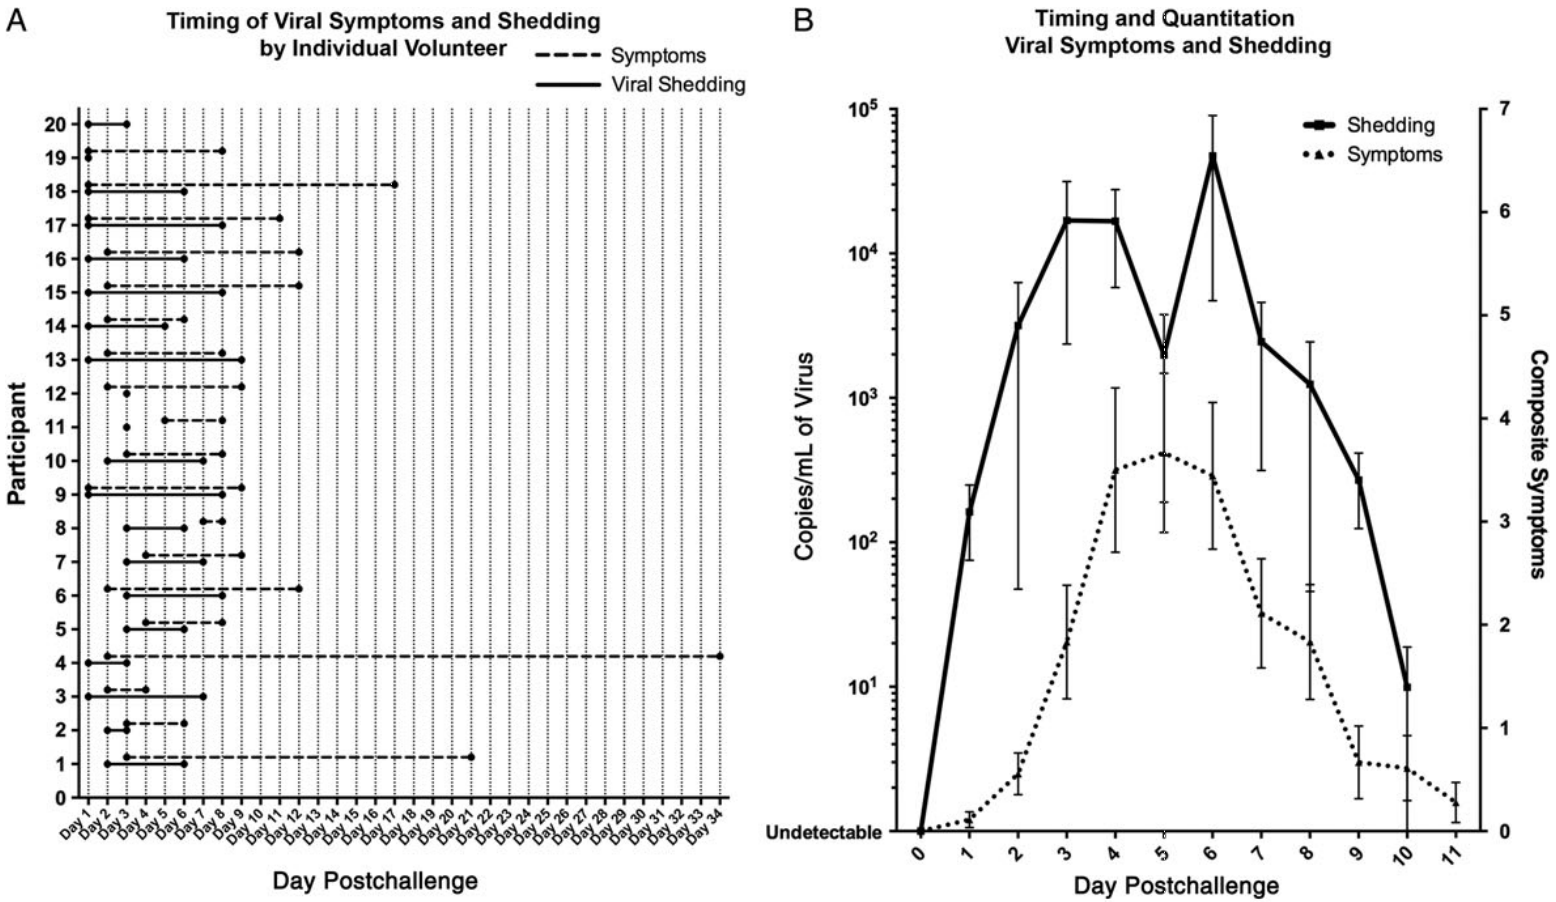 A
Timing of Viral Symptoms and Shedding
by Individual Volunteer
Symptoms
Viral Shedding
20
19
18
17
16
15
14
13
12
11
10
9
8
7
6
5
4
3
2
1
0
Participant
Day 1
Day 2
Day 3
Day 4
Day 5
Day 6
Day 7
Day 8
Day 9
Day 10
Day 11
Day 12
Day 13
Day 14
Day 15
Day 16
Day 17
Day 18
Day 19
Day 20
Day 21
Day 22
Day 23
Day 24
Day 25
Day 26
Day 27
Day 28
Day 29
Day 30
Day 31
Day 32
Day 33
Day 34
Day Postchallenge
B
Timing and Quantitation
Viral Symptoms and Shedding
Shedding
Symptoms
10⁵
10⁴
10³
10²
10¹
Undetectable
Copies/mL of Virus
7
6
5
4
3
2
1
0
Composite Symptoms
0
1
2
3
4
5
6
7
8
9
10
11
Day Postchallenge